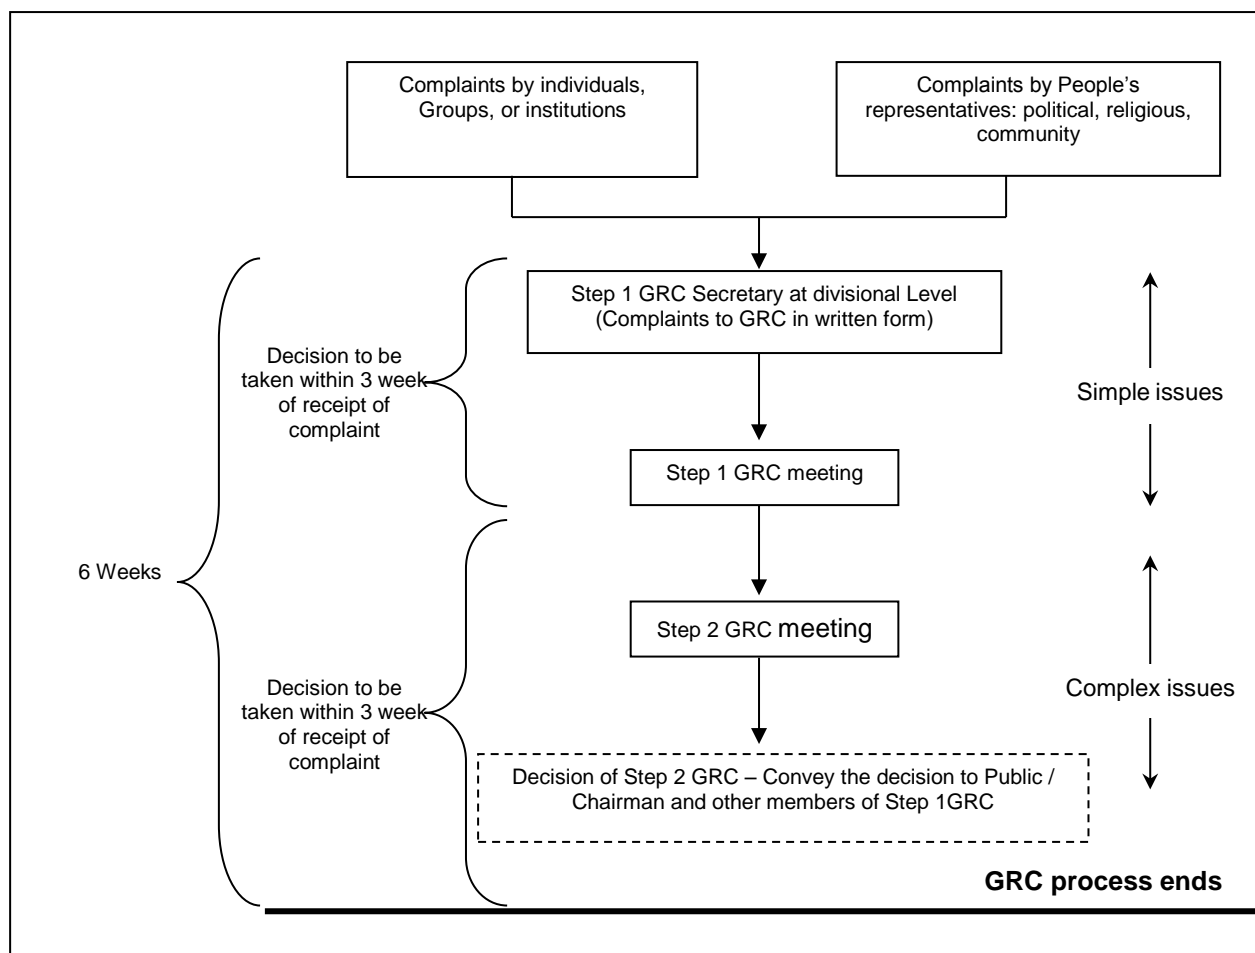 Complaints by individuals,
Groups, or institutions
Complaints by People’s
representatives: political, religious,
community
Step 1 GRC Secretary at divisional Level
(Complaints to GRC in written form)
Decision to be
taken within 3 week
of receipt of
complaint
Simple issues
Step 1 GRC meeting
6 Weeks
Step 2 GRC meeting
Decision to be
taken within 3 week
of receipt of
complaint
Complex issues
Decision of Step 2 GRC – Convey the decision to Public /
Chairman and other members of Step 1GRC
GRC process ends